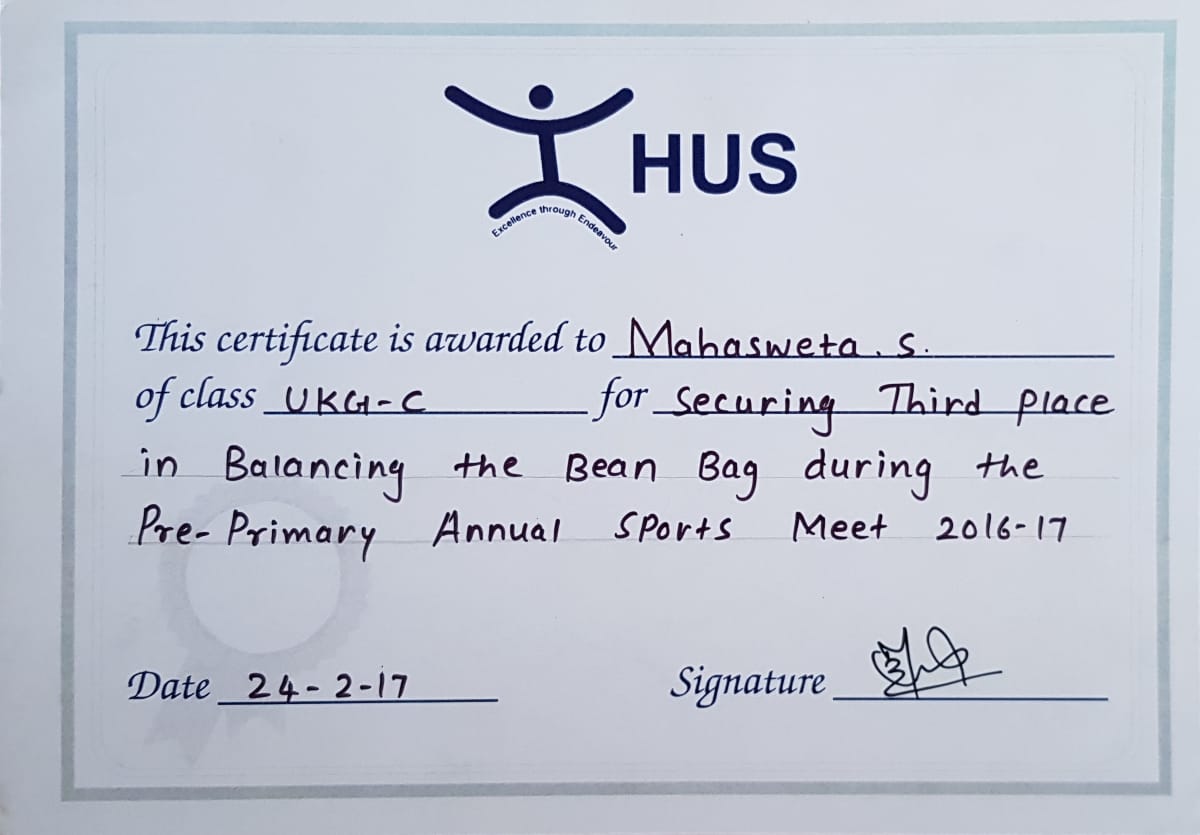 HUS
Excellence through Endeavour
This certificate is awarded to Mahasweta . S.
of class UKG-C for Securing Third Place
in Balancing the Bean Bag during the
Pre-Primary Annual Sports Meet 2016-17
Date 24-2-17 Signature